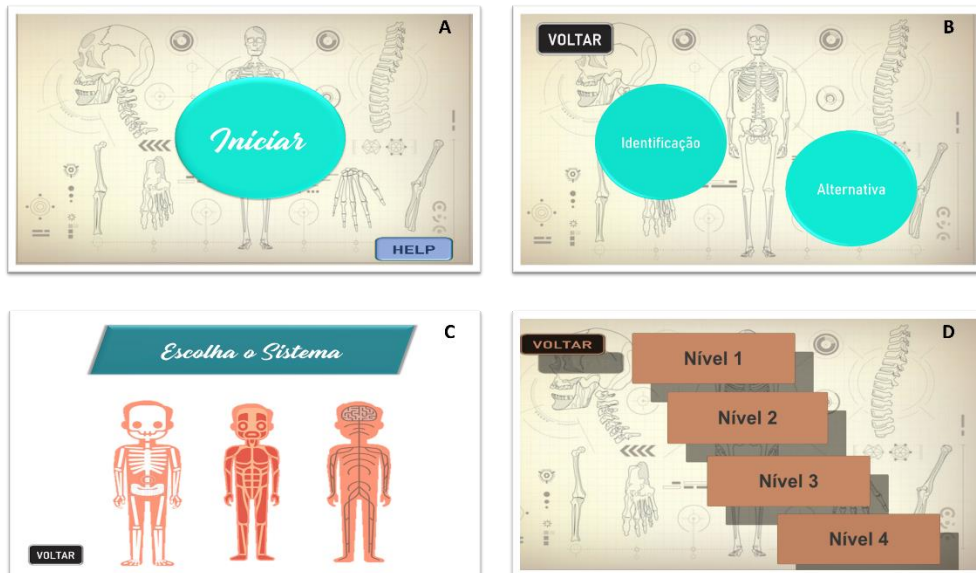 A
Iniciar
HELP
B
VOLTAR
Identificação
Alternativa
C
Escolha o Sistema
VOLTAR
D
VOLTAR
Nível 1
Nível 2
Nível 3
Nível 4